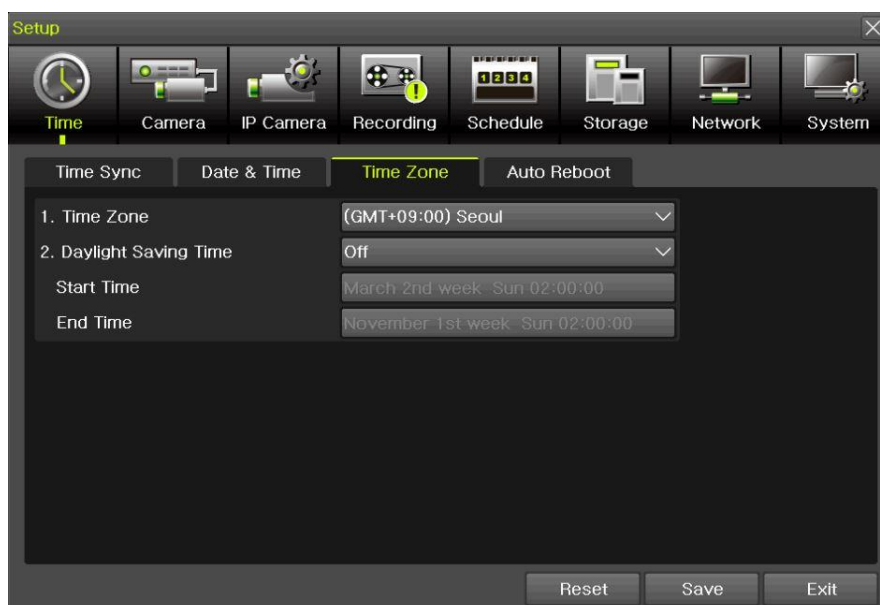 Setup
Time Camera IP Camera Recording Schedule Storage Network System
Time Sync Date & Time Time Zone Auto Reboot
1. Time Zone (GMT+09:00) Seoul
2. Daylight Saving Time Off
Start Time March 2nd week Sun 02:00:00
End Time November 1st week Sun 02:00:00
Reset Save Exit